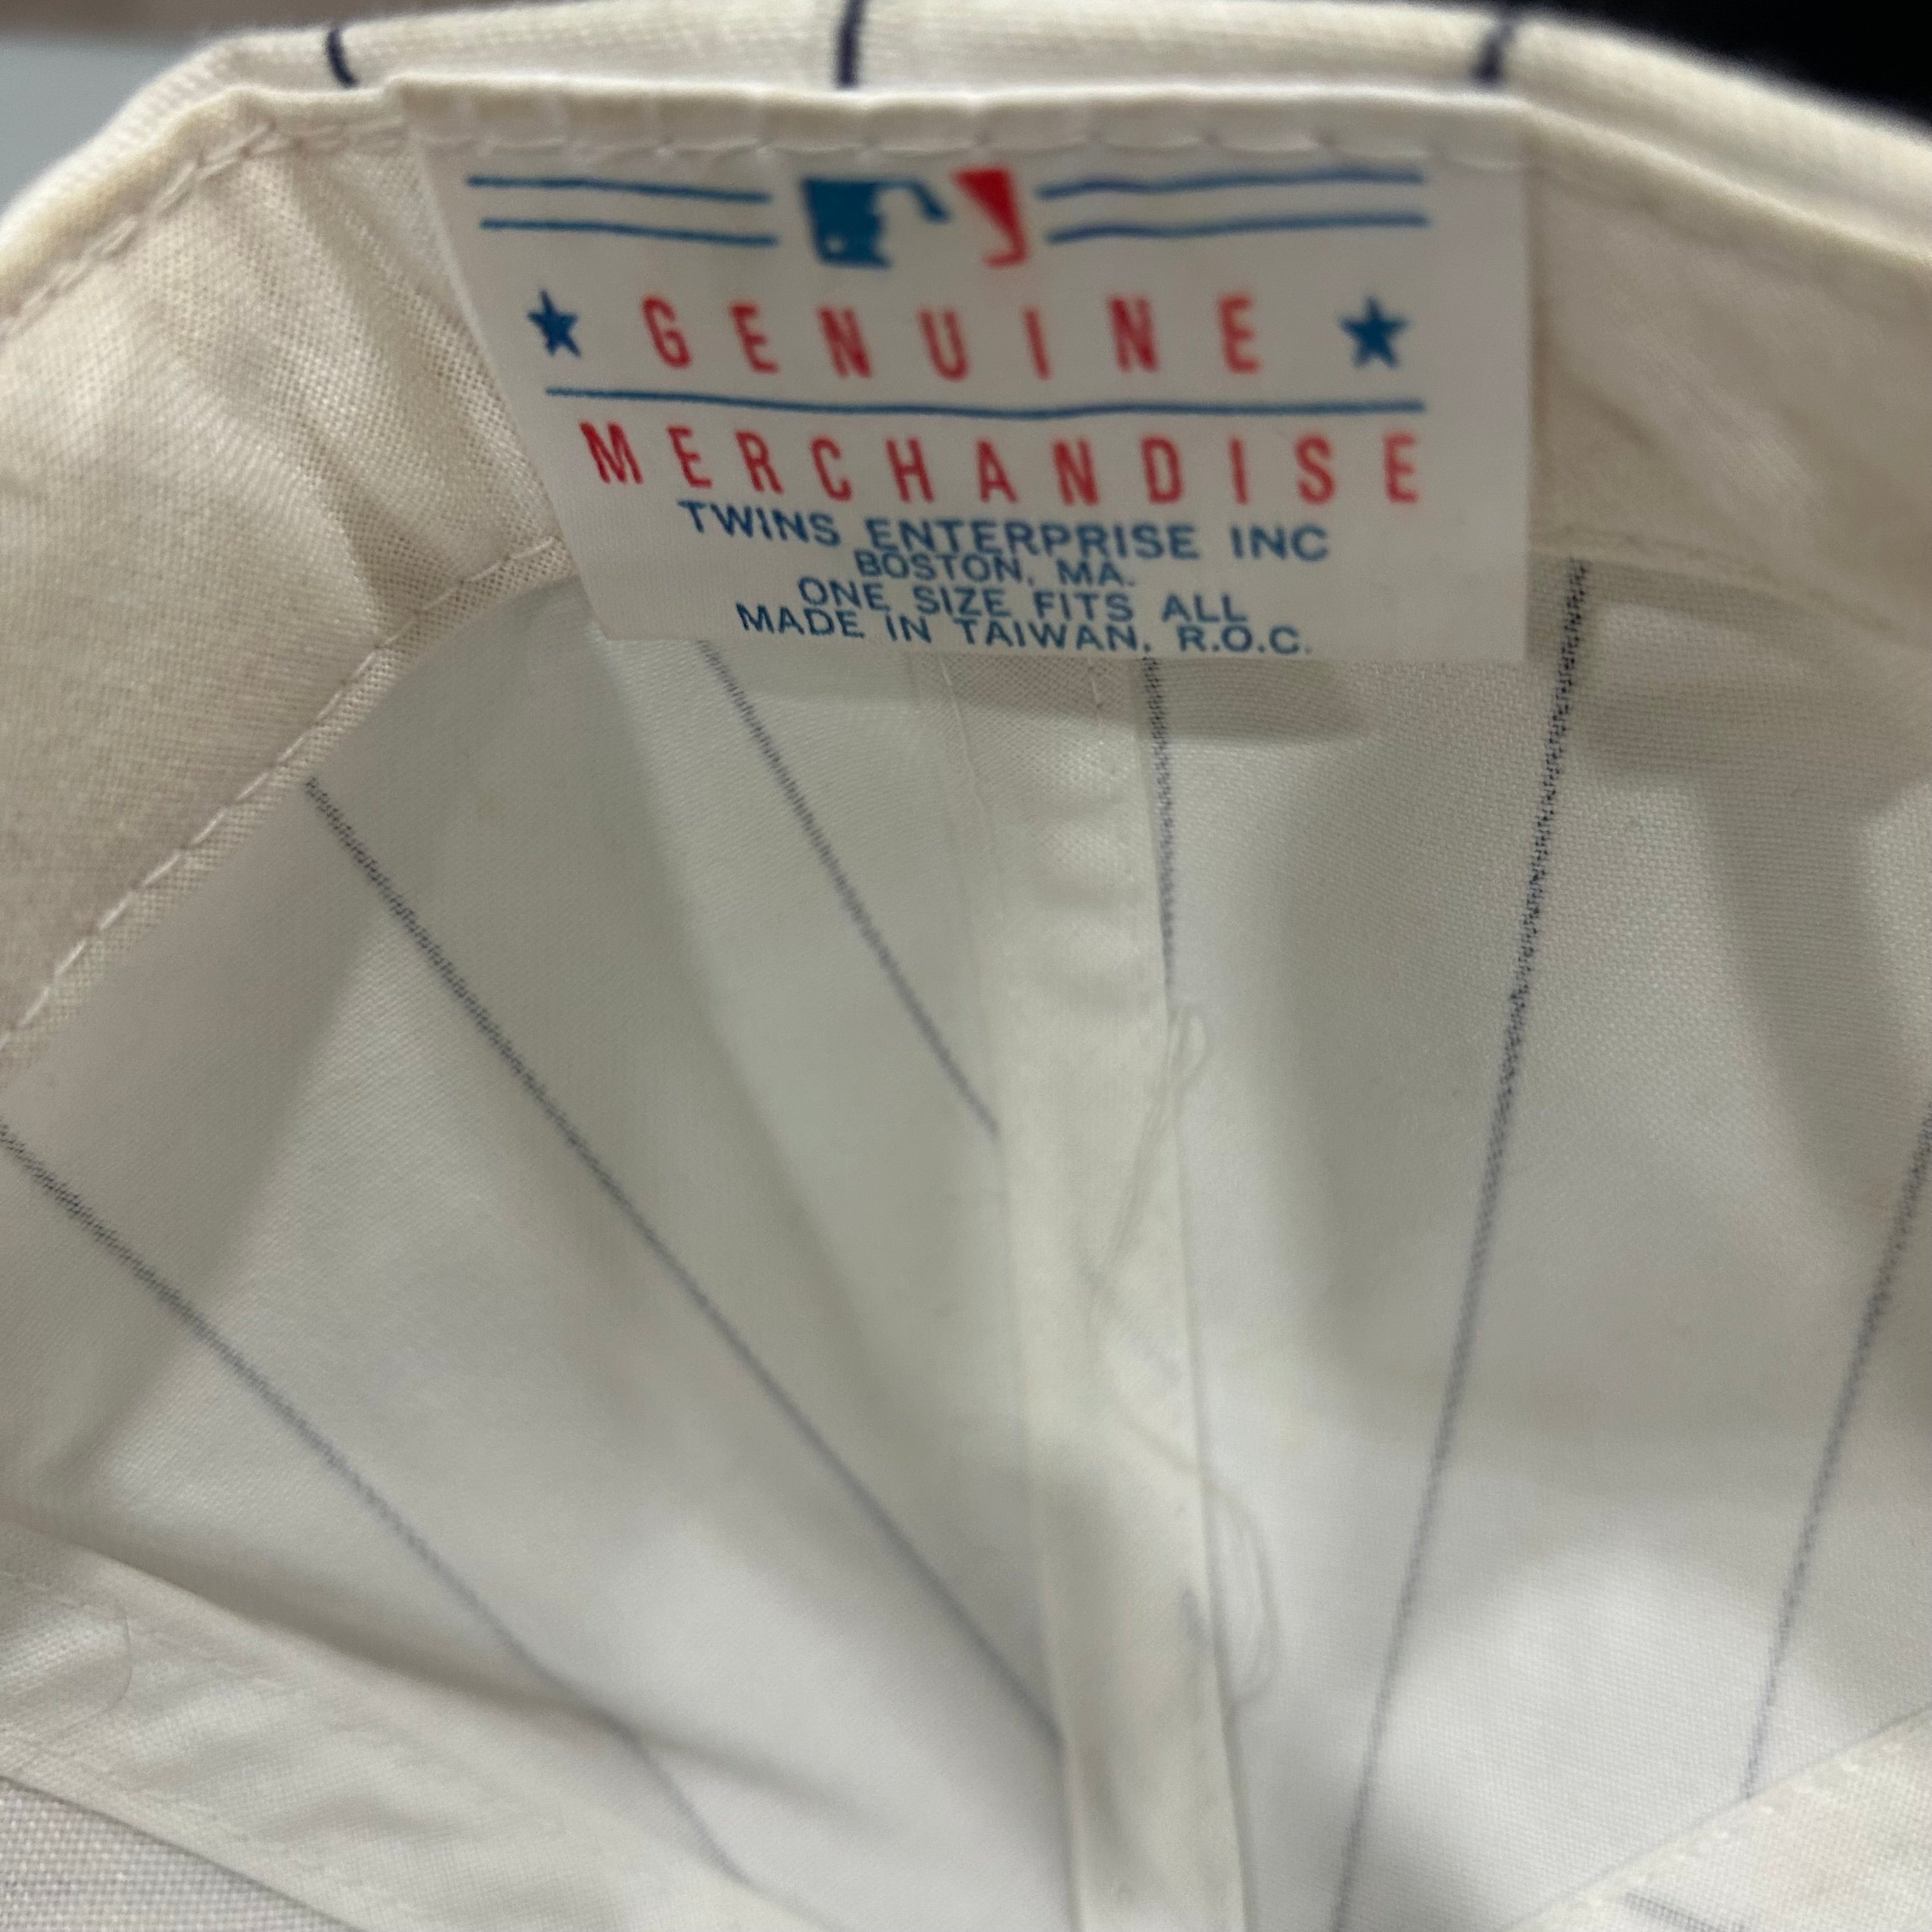 GENUINE
MERCHANDISE
TWINS ENTERPRISE INC
BOSTON, MA.
ONE SIZE FITS ALL
MADE IN TAIWAN, R.O.C.